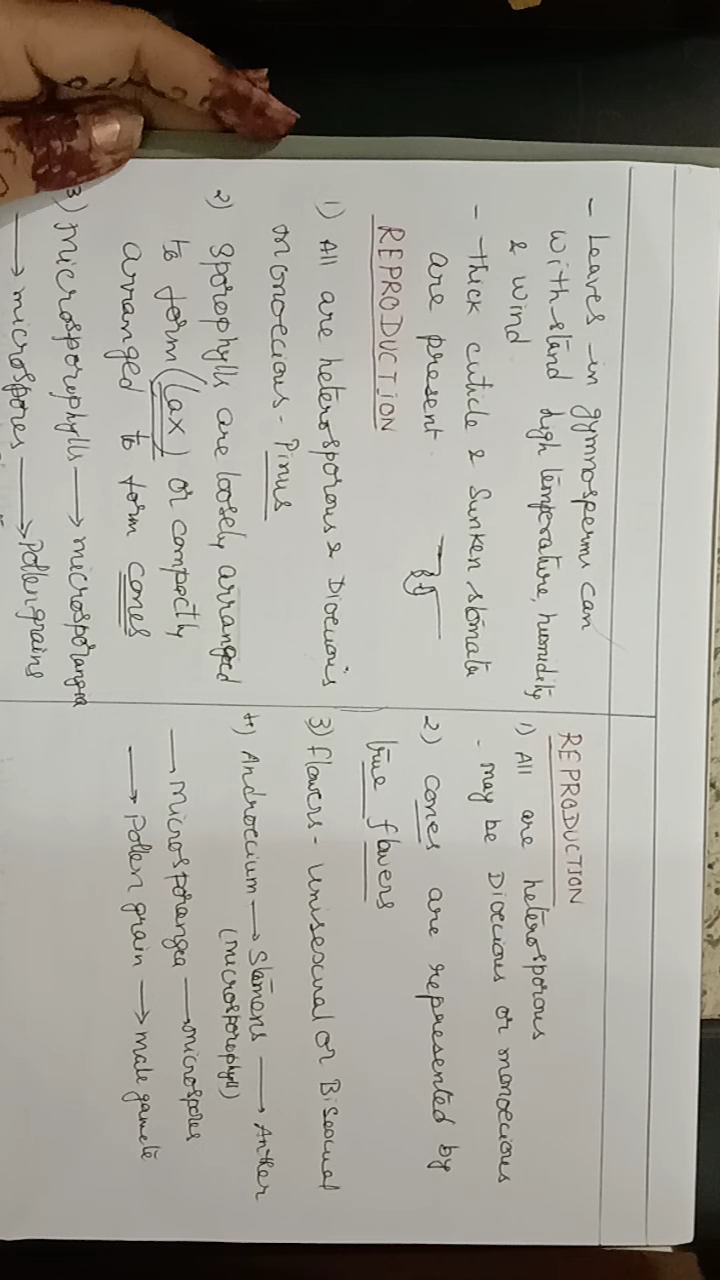 - Leaves in gymnosperms can
withstand high temperature, humidity
& wind
- Thick cuticle & Sunken stomata
are present.
REPRODUCTION
1) All are heterosporous & Dioecious
Monoecious - Pinus
2) Sporophylls are loosely arranged
to form (lax) or compectly
arranged to form cones
3) Microsporophylls → microsporangia
→ microspores → Pollengrains
REPRODUCTION
1) All are heterosporous
- may be Dioecious or monoecious
2) cones are represented by
true flowers
3) flowers - Unisexual or Bisexual
4) Androecium → Stamens → Anther
(microsporophyll)
→ Microsporangea → microspores
→ Pollen grain → male gamete